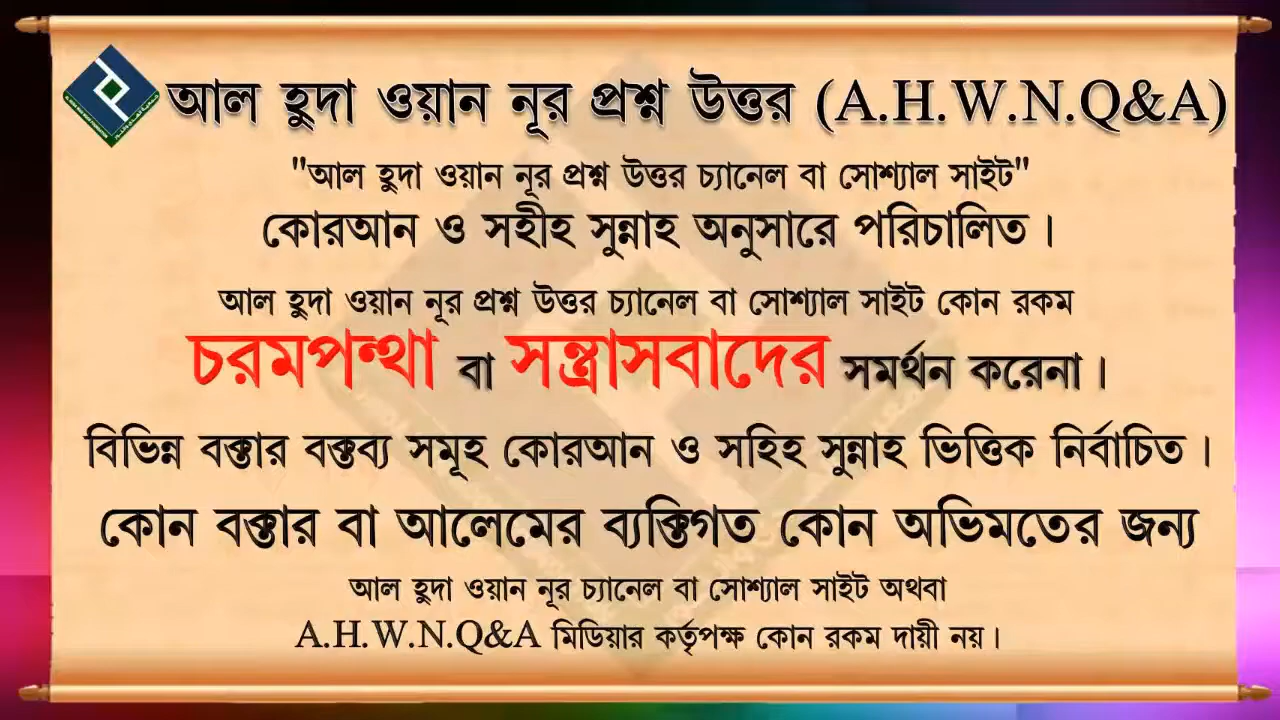 আল হুদা ওয়ান নূর প্রশ্ন উত্তর (A.H.W.N.Q&A)
"আল হুদা ওয়ান নূর প্রশ্ন উত্তর চ্যানেল বা সোশ্যাল সাইট"
কোরআন ও সহীহ সুন্নাহ অনুসারে পরিচালিত।
আল হুদা ওয়ান নূর প্রশ্ন উত্তর চ্যানেল বা সোশ্যাল সাইট কোন রকম
চরমপন্থা বা সন্ত্রাসবাদের সমর্থন করেনা।
বিভিন্ন বক্তার বক্তব্য সমূহ কোরআন ও সহিহ সুন্নাহ ভিত্তিক নির্বাচিত।
কোন বক্তার বা আলেমের ব্যক্তিগত কোন অভিমতের জন্য
আল হুদা ওয়ান নূর চ্যানেল বা সোশ্যাল সাইট অথবা
A.H.W.N.Q&A মিডিয়ার কর্তৃপক্ষ কোন রকম দায়ী নয়।